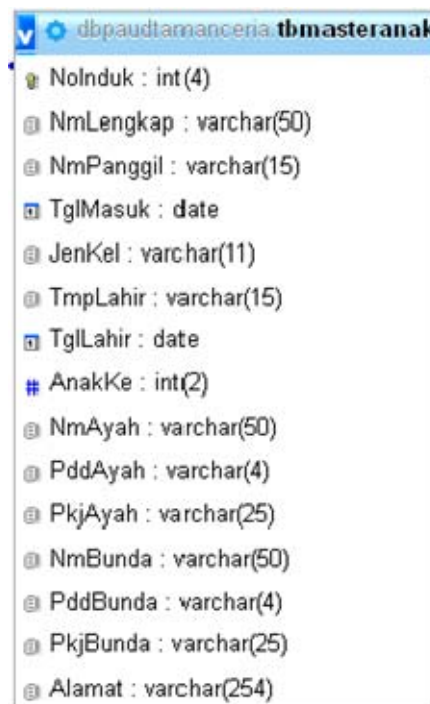 v dbpaudtamanceria.tbmasteranak
NoInduk : int(4)
NmLengkap : varchar(50)
NmPanggil : varchar(15)
TglMasuk : date
JenKel : varchar(11)
TmpLahir : varchar(15)
TglLahir : date
# AnakKe : int(2)
NmAyah : varchar(50)
PddAyah : varchar(4)
PkjAyah : varchar(25)
NmBunda : varchar(50)
PddBunda : varchar(4)
PkjBunda : varchar(25)
Alamat : varchar(254)